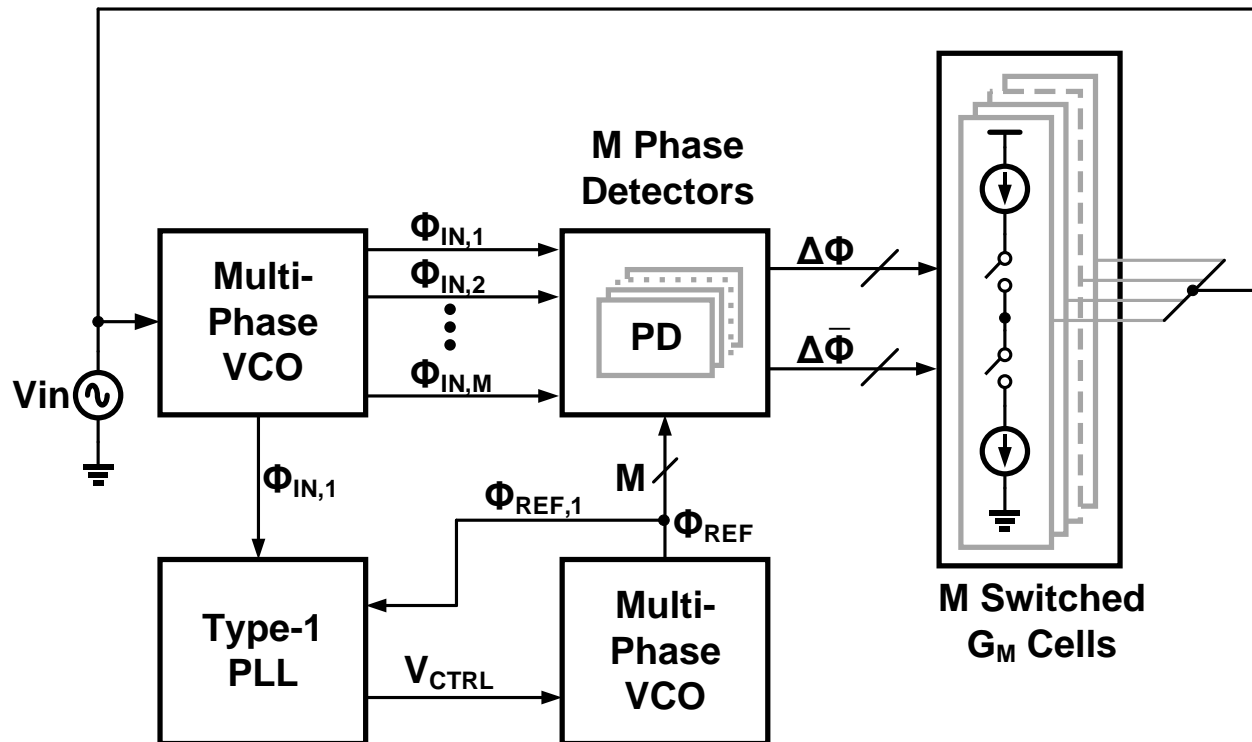 M Phase
Detectors
ΦIN,1
ΦIN,2
ΦIN,M
Multi-
Phase
VCO
PD
ΔΦ
ΔΦ̅
Vin
ΦIN,1
M
ΦREF,1
ΦREF
Type-1
PLL
VCTRL
Multi-
Phase
VCO
M Switched
GM Cells